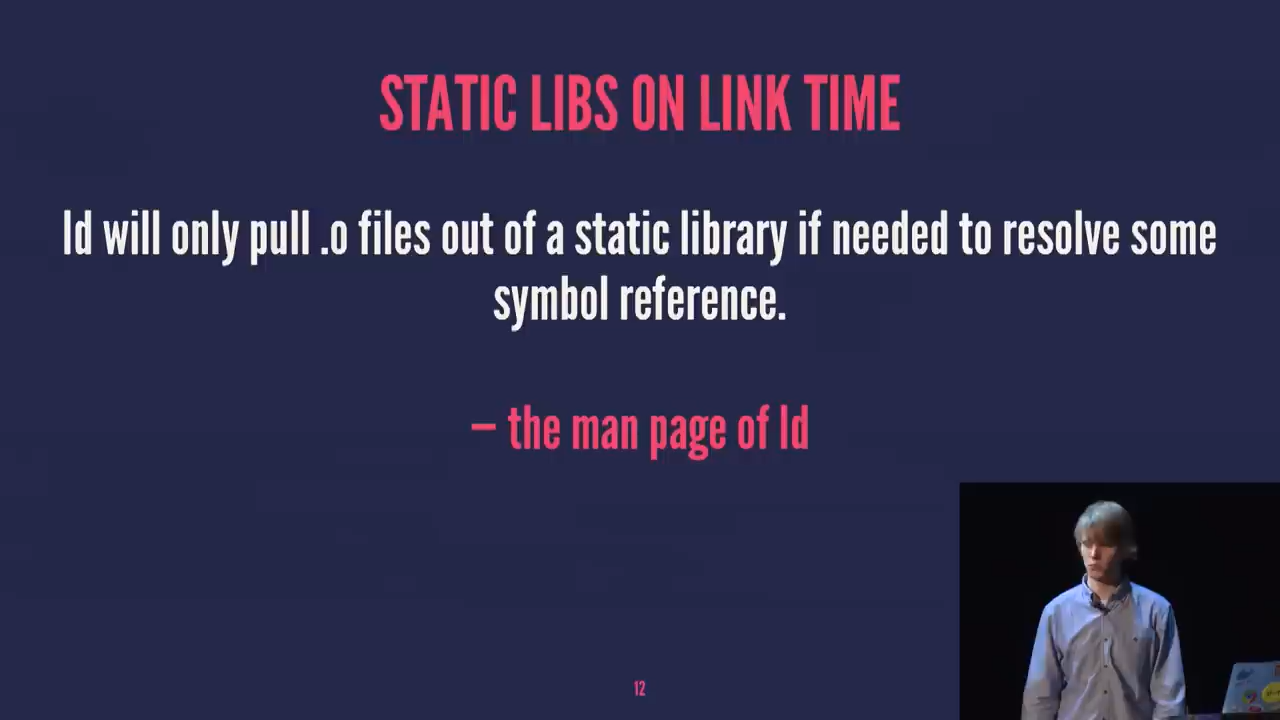 STATIC LIBS ON LINK TIME
ld will only pull .o files out of a static library if needed to resolve some
symbol reference.
– the man page of ld
12